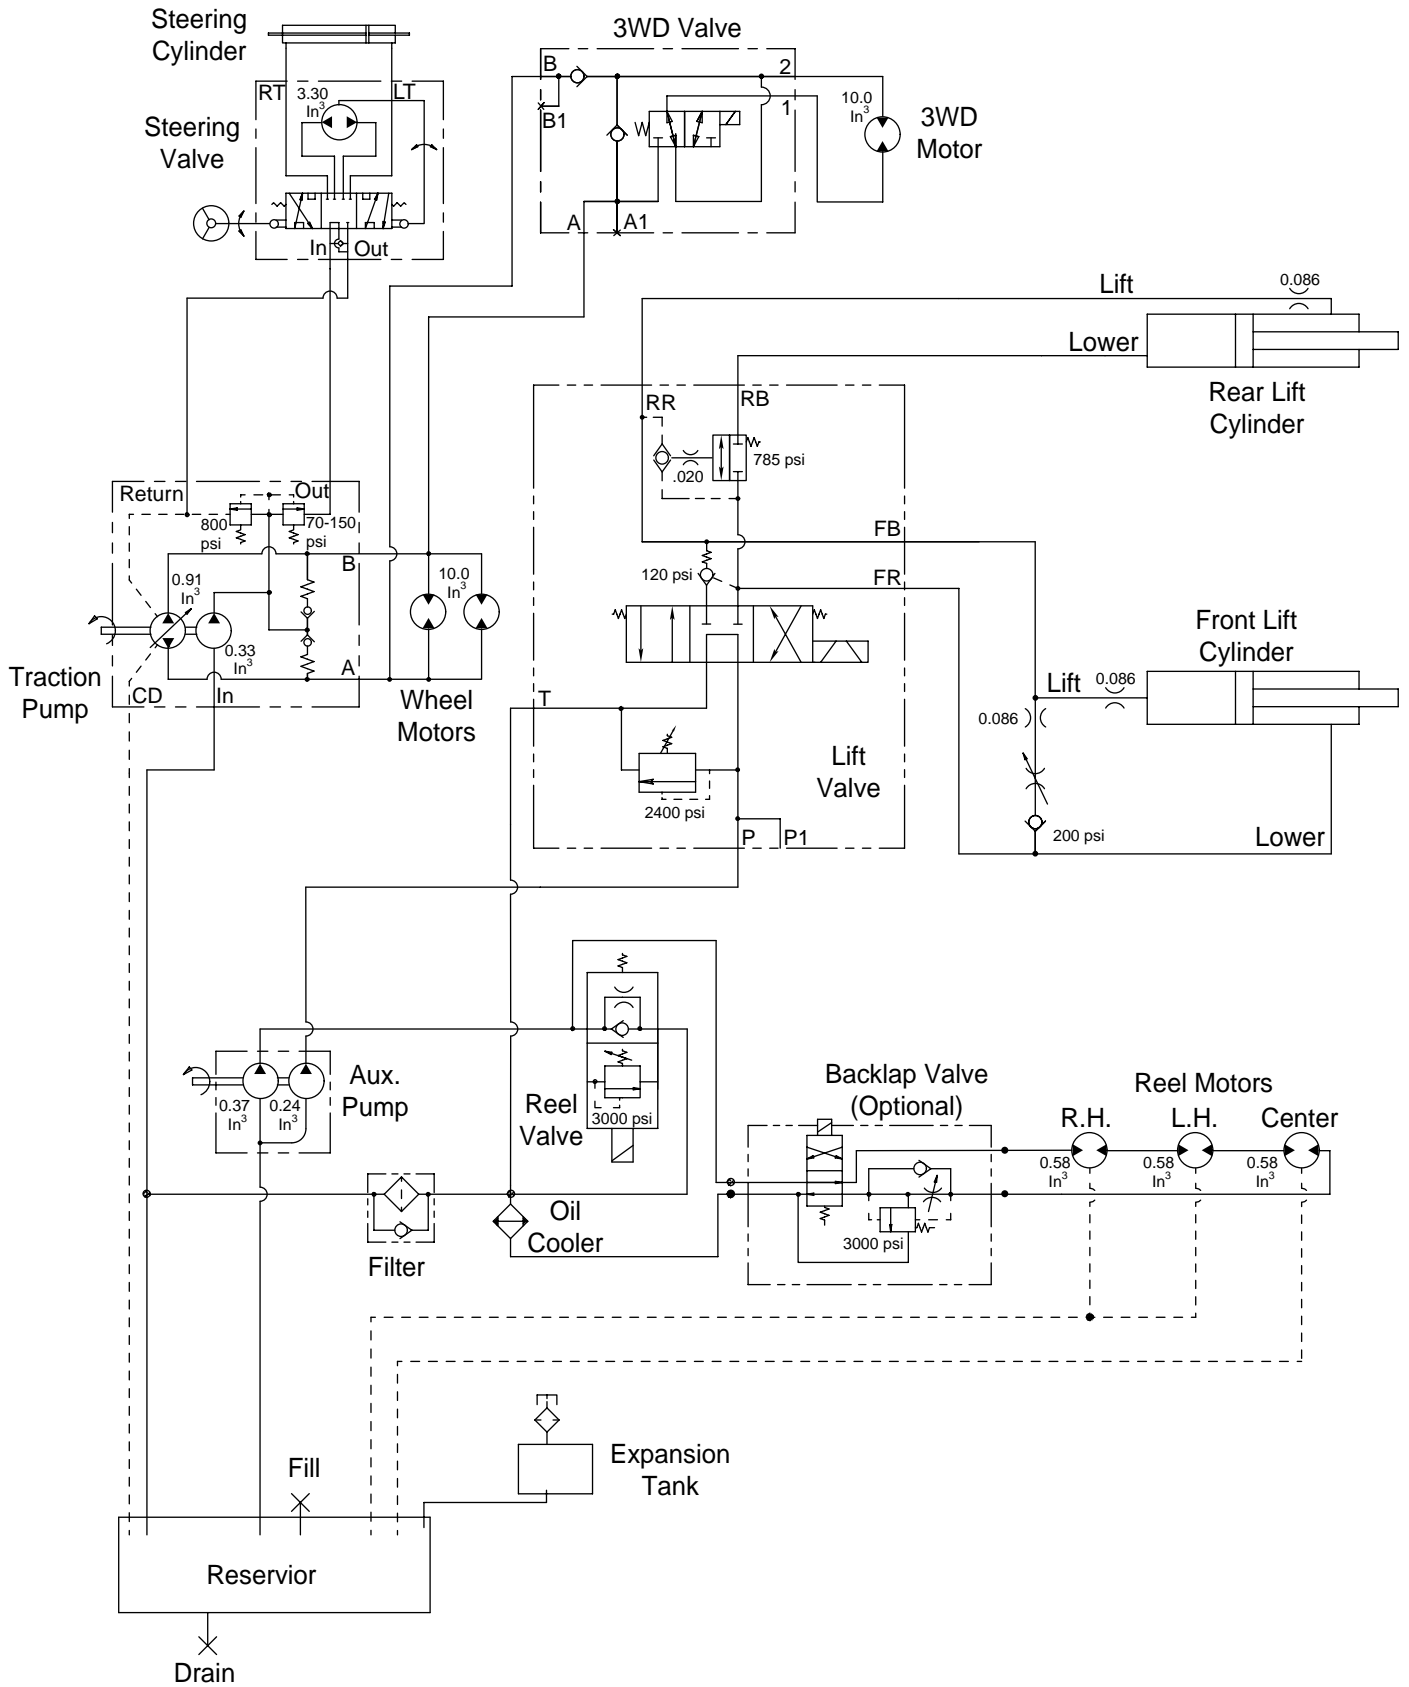 Steering
Cylinder
3WD Valve
RT
3.30
In3
LT
Steering
Valve
In
Out
B
B1
2
1
A
A1
10.0
In3
3WD
Motor
Lift
0.086
Lower
Rear Lift
Cylinder
RR
RB
785 psi
.020
FB
120 psi
FR
T
2400 psi
Lift
Valve
P
P1
Front Lift
Cylinder
Lift
0.086
0.086
200 psi
Lower
Return
Out
800
psi
70-150
psi
B
0.91
In3
10.0
In3
0.33
In3
A
CD
In
Traction
Pump
Wheel
Motors
Aux.
Pump
0.37
In3
0.24
In3
Reel
Valve
3000 psi
Backlap Valve
(Optional)
3000 psi
Reel Motors
R.H.
L.H.
Center
0.58
In3
0.58
In3
0.58
In3
Oil
Cooler
Filter
Expansion
Tank
Fill
Reservior
Drain